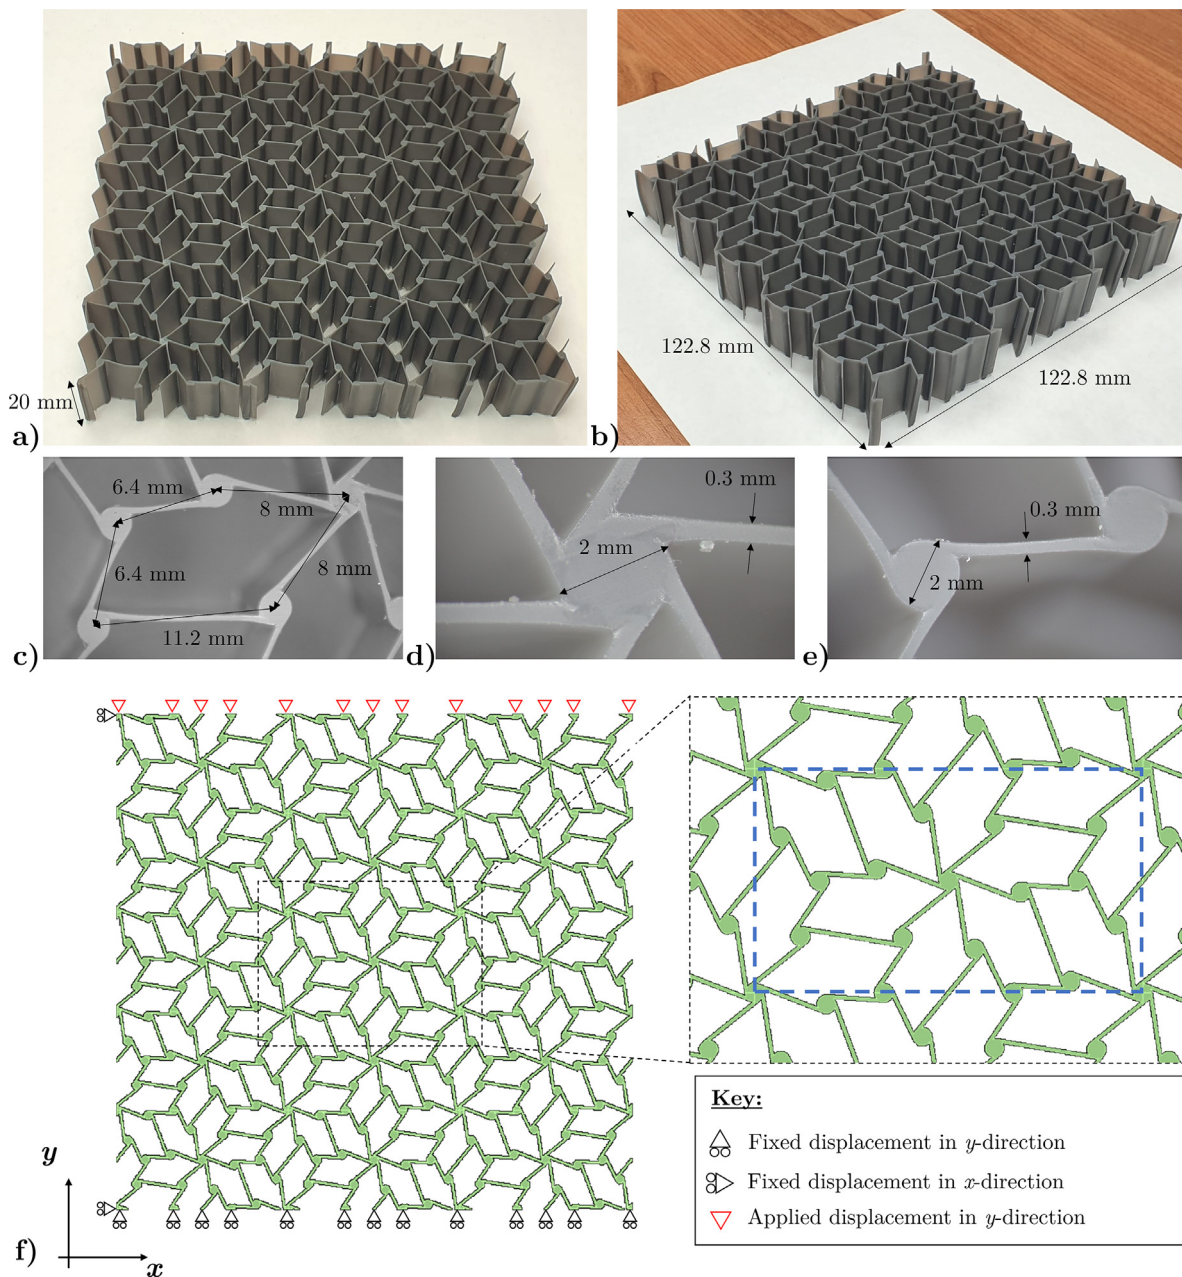 20 mm
a)
122.8 mm
122.8 mm
b)
6.4 mm
8 mm
6.4 mm
8 mm
11.2 mm
c)
0.3 mm
2 mm
d)
0.3 mm
2 mm
e)
y
x
f)
Key:
Fixed displacement in y-direction
Fixed displacement in x-direction
Applied displacement in y-direction